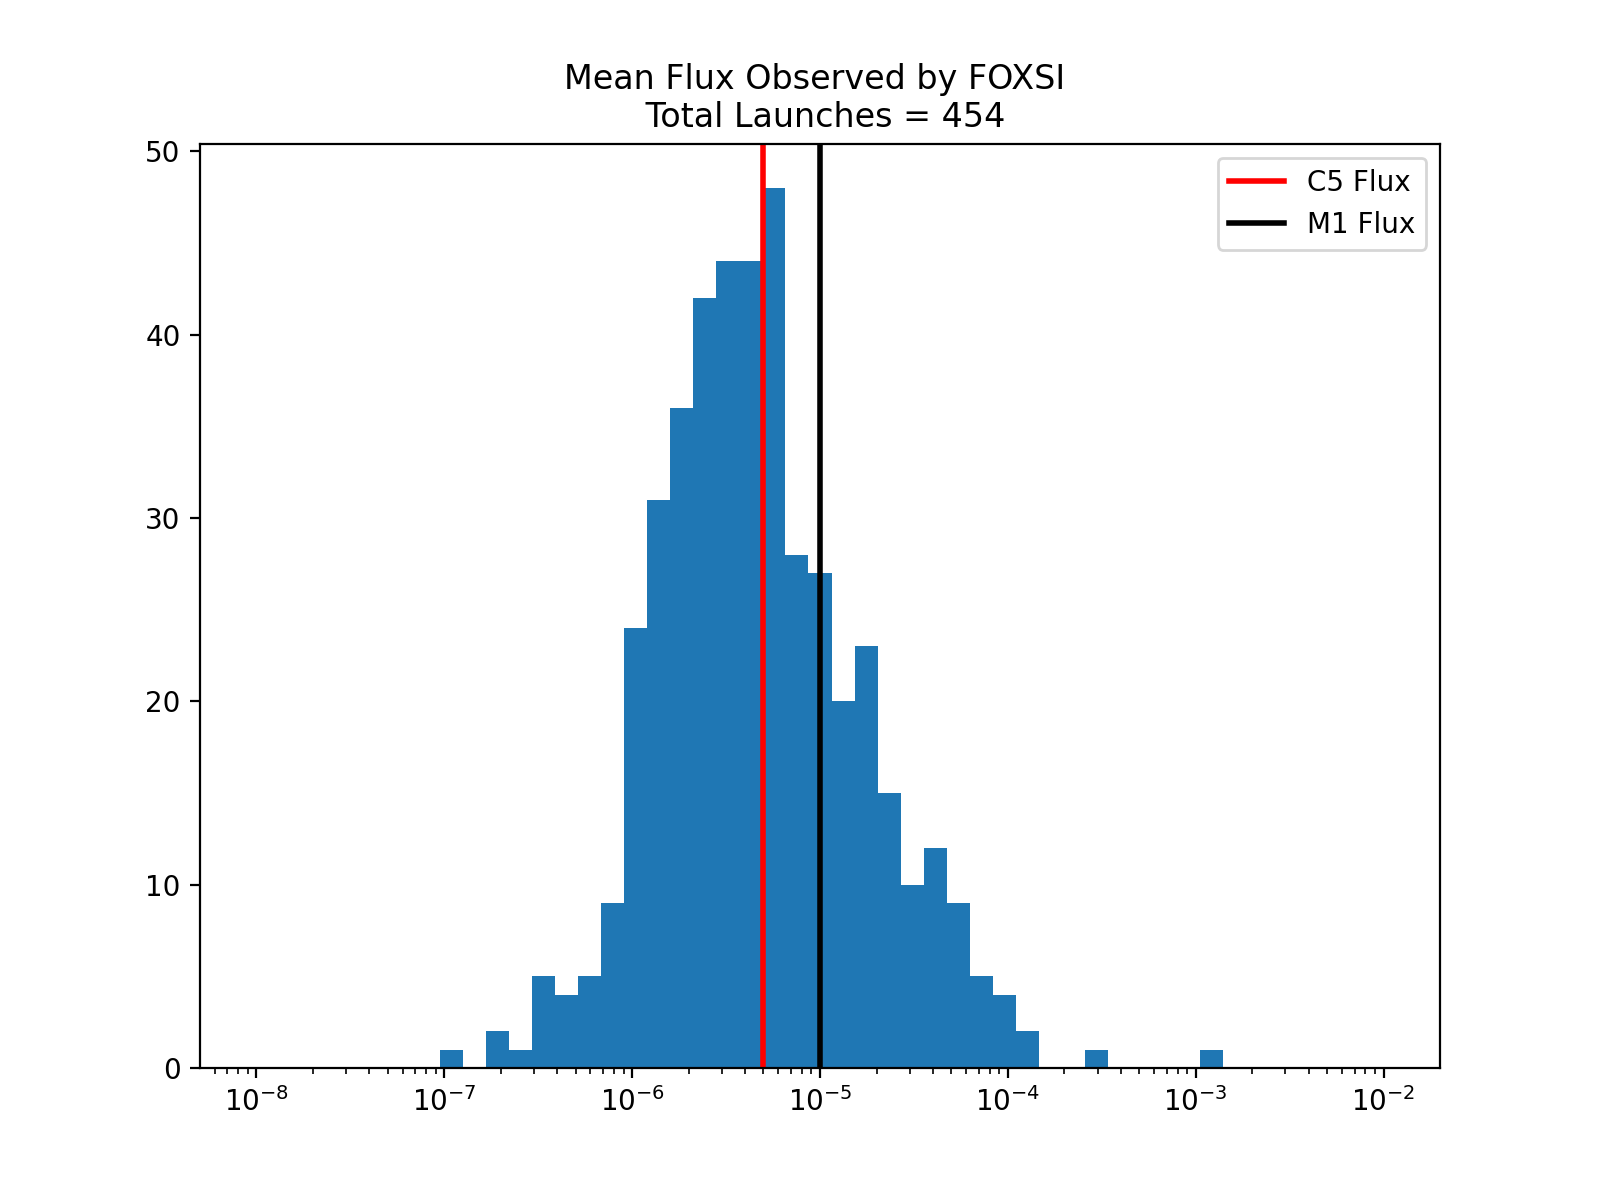 Mean Flux Observed by FOXSI
Total Launches = 454
C5 Flux
M1 Flux
50
40
30
20
10
0
10⁻⁸ 10⁻⁷ 10⁻⁶ 10⁻⁵ 10⁻⁴ 10⁻³ 10⁻²